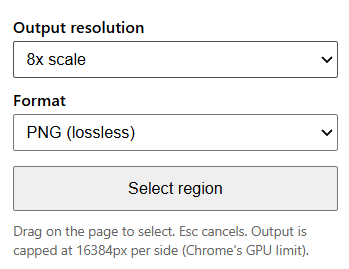 Output resolution
8x scale
Format
PNG (lossless)
Select region
Drag on the page to select. Esc cancels. Output is
capped at 16384px per side (Chrome's GPU limit).